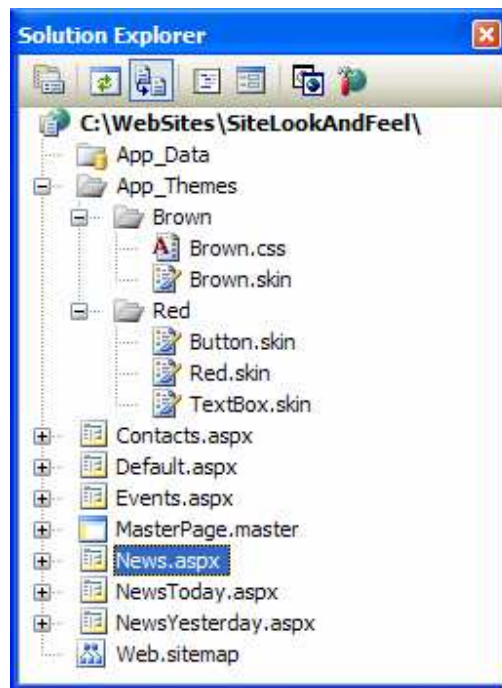 Solution Explorer
C:\WebSites\SiteLookAndFeel\
App_Data
App_Themes
Brown
Brown.css
Brown.skin
Red
Button.skin
Red.skin
TextBox.skin
Contacts.aspx
Default.aspx
Events.aspx
MasterPage.master
News.aspx
NewsToday.aspx
NewsYesterday.aspx
Web.sitemap